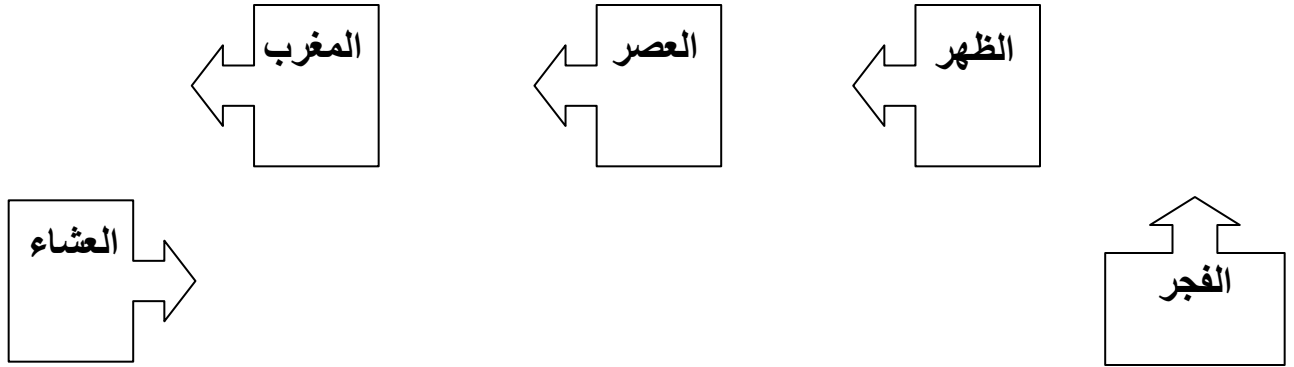 الظهر
العصر
المغرب
الفجر
العشاء